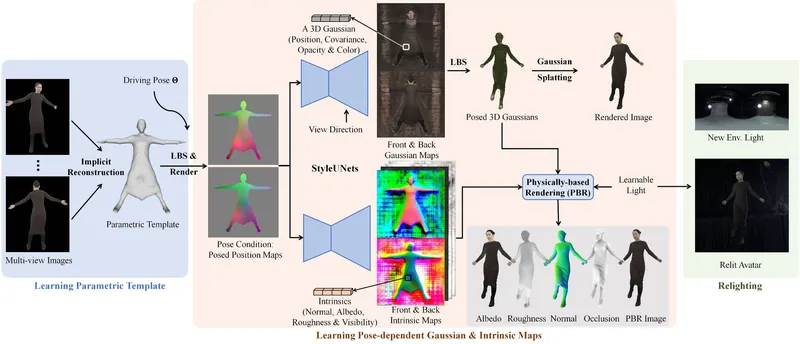 Multi-view Images
Implicit
Reconstruction
Driving Pose Θ
Parametric Template
LBS &
Render
Learning Parametric Template
Pose Condition:
Posed Position Maps
A 3D Gaussian
(Position, Covariance,
Opacity & Color)
View Direction
StyleUNets
Intrinsics
(Normal, Albedo,
Roughness & Visibility)
Front & Back
Gaussian Maps
Front & Back
Intrinsic Maps
LBS
Posed 3D Gaussians
Gaussian
Splatting
Rendered Image
Physically-based
Rendering (PBR)
Learnable
Light
Albedo
Roughness
Normal
Occlusion
PBR Image
Learning Pose-dependent Gaussian & Intrinsic Maps
New Env. Light
Relit Avatar
Relighting